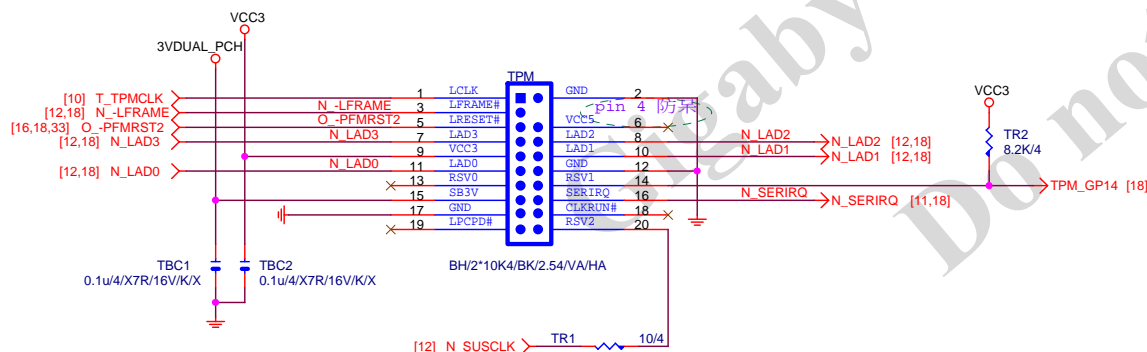 VCC3
3VDUAL_PCH
TPM
[10] T_TPMCLK 1 LCLK GND 2
[12,18] N_-LFRAME N_-LFRAME 3 LFRAME# pin 4 防呆
[16,18,33] O_-PFMRST2 O_-PFMRST2 5 LRESET# VCC5 6
[12,18] N_LAD3 N_LAD3 7 LAD3 LAD2 8 N_LAD2 N_LAD2 [12,18]
9 VCC3 LAD1 10 N_LAD1 N_LAD1 [12,18]
[12,18] N_LAD0 N_LAD0 11 LAD0 GND 12
13 RSV0 RSV1 14 TPM_GP14 [18]
15 SB3V SERIRQ 16 N_SERIRQ N_SERIRQ [11,18]
17 GND CLKRUN# 18
19 LPCPD# RSV2 20
VCC3
TR2
8.2K/4
TBC1
0.1u/4/X7R/16V/K/X
TBC2
0.1u/4/X7R/16V/K/X
BH/2*10K4/BK/2.54/VA/HA
[12] N_SUSCLK TR1 10/4
Gigaby
Do no